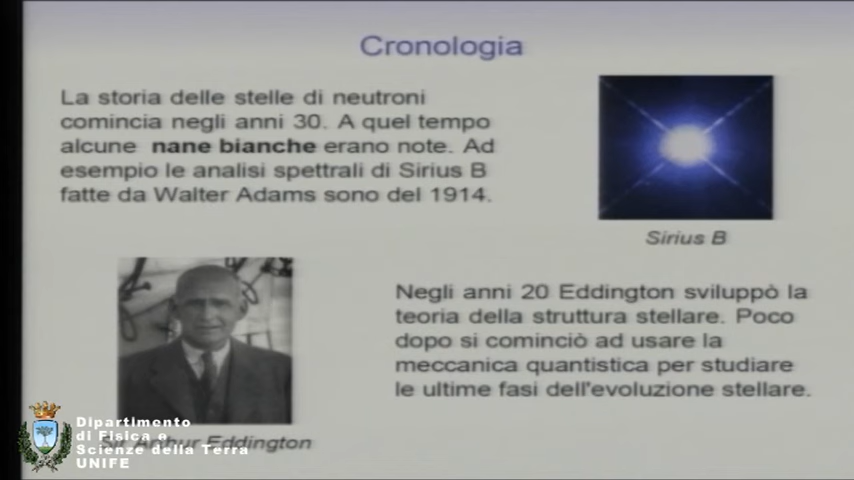 Cronologia
La storia delle stelle di neutroni
comincia negli anni 30. A quel tempo
alcune nane bianche erano note. Ad
esempio le analisi spettrali di Sirius B
fatte da Walter Adams sono del 1914.
Sirius B
Negli anni 20 Eddington sviluppò la
teoria della struttura stellare. Poco
dopo si cominciò ad usare la
meccanica quantistica per studiare
le ultime fasi dell'evoluzione stellare.
Sir Arthur Eddington
Dipartimento
di Fisica e
Scienze della Terra
UNIFE